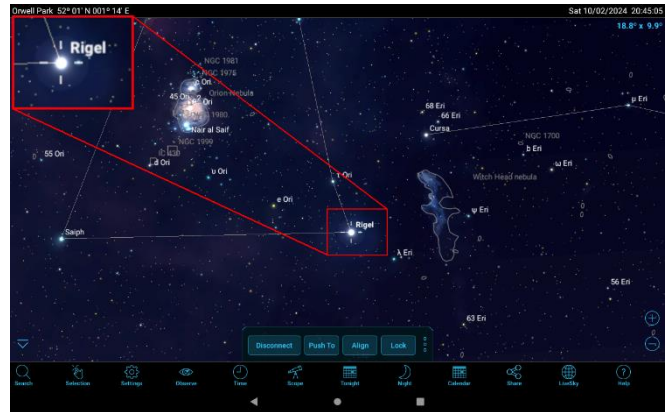 Orwell Park 52° 01' N 001° 14' E
Sat 10/02/2024 20:45:05
18.8° x 9.9°
Rigel
NGC 1981
NGC 1975
Orion Nebula
45 Ori
Nair al Saif
NGC 1999
d Ori
55 Ori
υ Ori
τ Ori
e Ori
Rigel
Saiph
λ Eri
68 Eri
66 Eri
Cursa
μ Eri
NGC 1700
b Eri
ω Eri
Witch Head nebula
ψ Eri
56 Eri
63 Eri
Disconnect Push To Align Lock
Search Selection Settings Observe Time Scope Tonight Night Calendar Share LiveSky Help